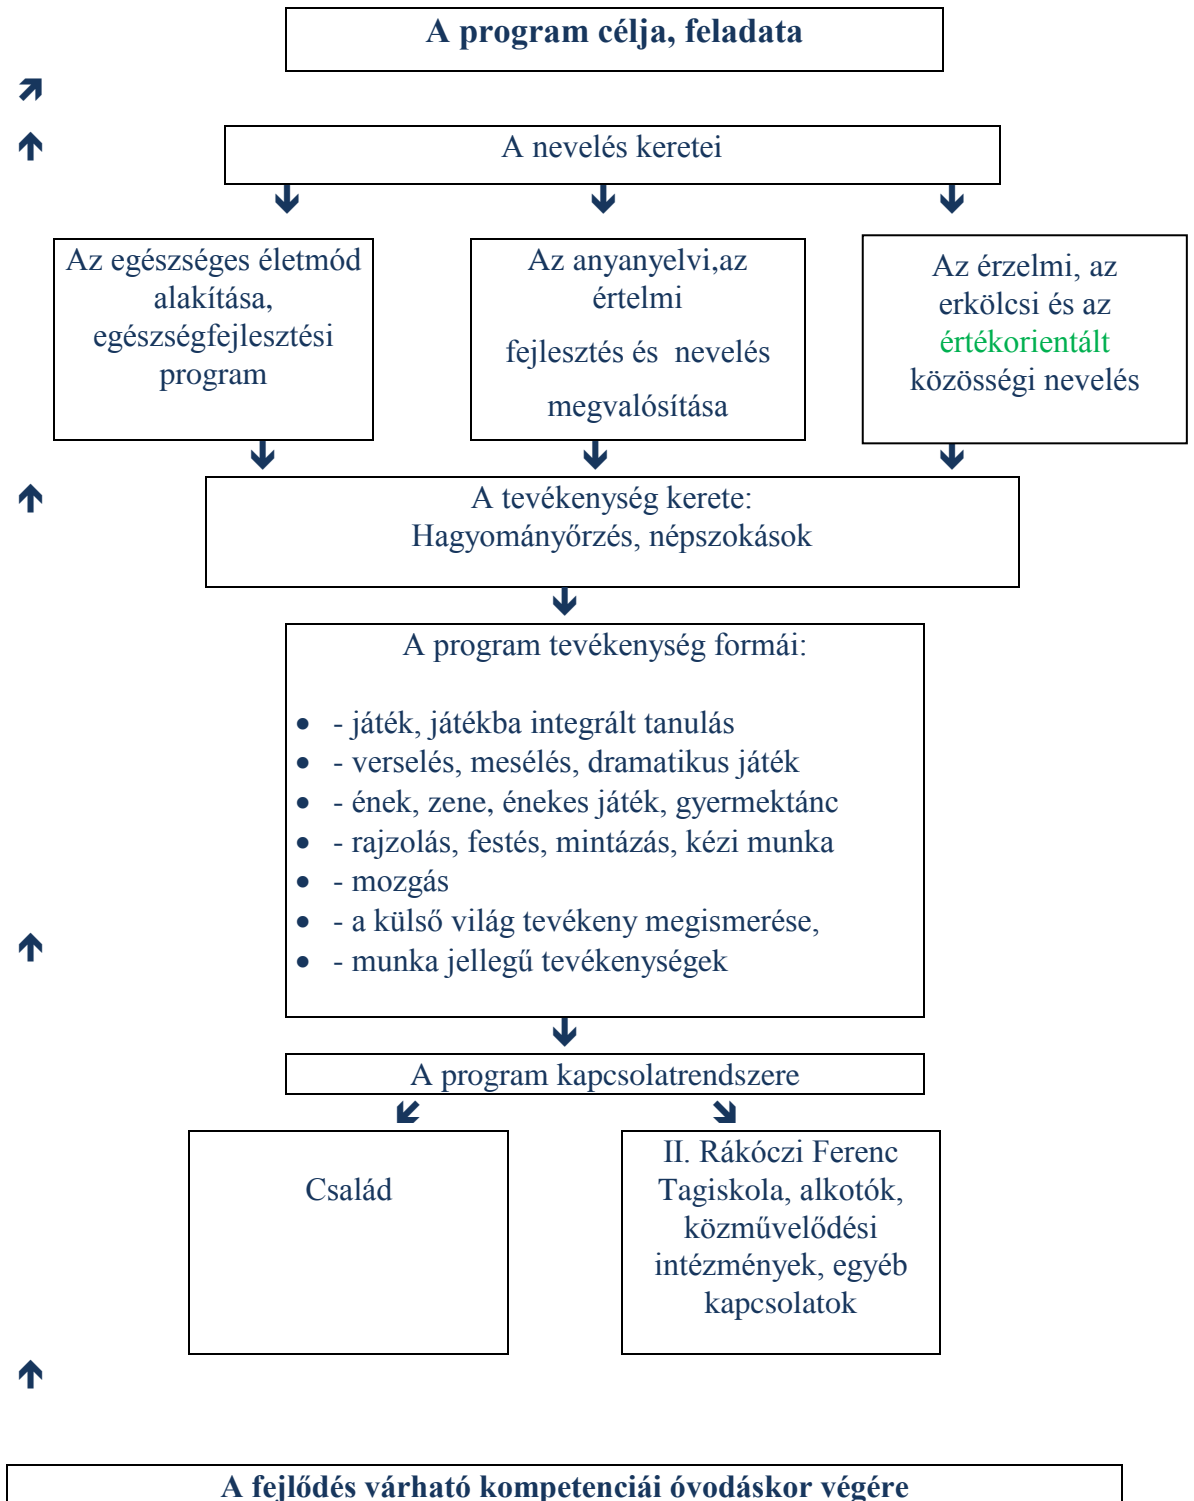 A program célja, feladata
A nevelés keretei
Az egészséges életmód
alakítása,
egészségfejlesztési
program
Az anyanyelvi,az
értelmi
fejlesztés és nevelés
megvalósítása
Az érzelmi, az
erkölcsi és az
értékorientált
közösségi nevelés
A tevékenység kerete:
Hagyományőrzés, népszokások
A program tevékenység formái:
- játék, játékba integrált tanulás
- verselés, mesélés, dramatikus játék
- ének, zene, énekes játék, gyermektánc
- rajzolás, festés, mintázás, kézi munka
- mozgás
- a külső világ tevékeny megismerése,
- munka jellegű tevékenységek
A program kapcsolatrendszere
Család
II. Rákóczi Ferenc
Tagiskola, alkotók,
közművelődési
intézmények, egyéb
kapcsolatok
A fejlődés várható kompetenciái óvodáskor végére